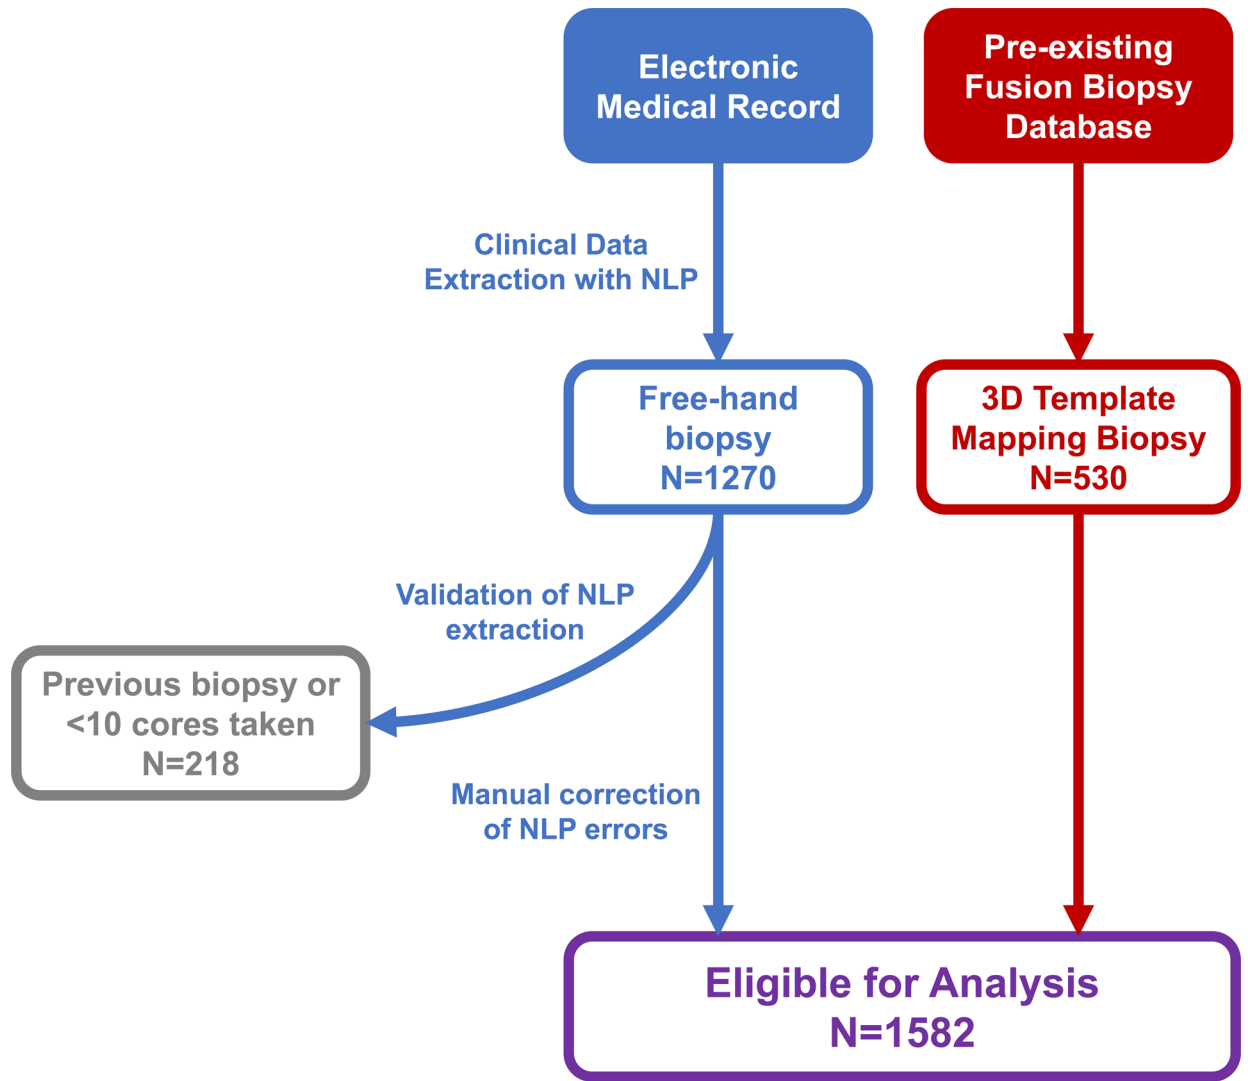 Electronic
Medical Record
Pre-existing
Fusion Biopsy
Database
Clinical Data
Extraction with NLP
Free-hand
biopsy
N=1270
3D Template
Mapping Biopsy
N=530
Validation of NLP
extraction
Previous biopsy or
<10 cores taken
N=218
Manual correction
of NLP errors
Eligible for Analysis
N=1582